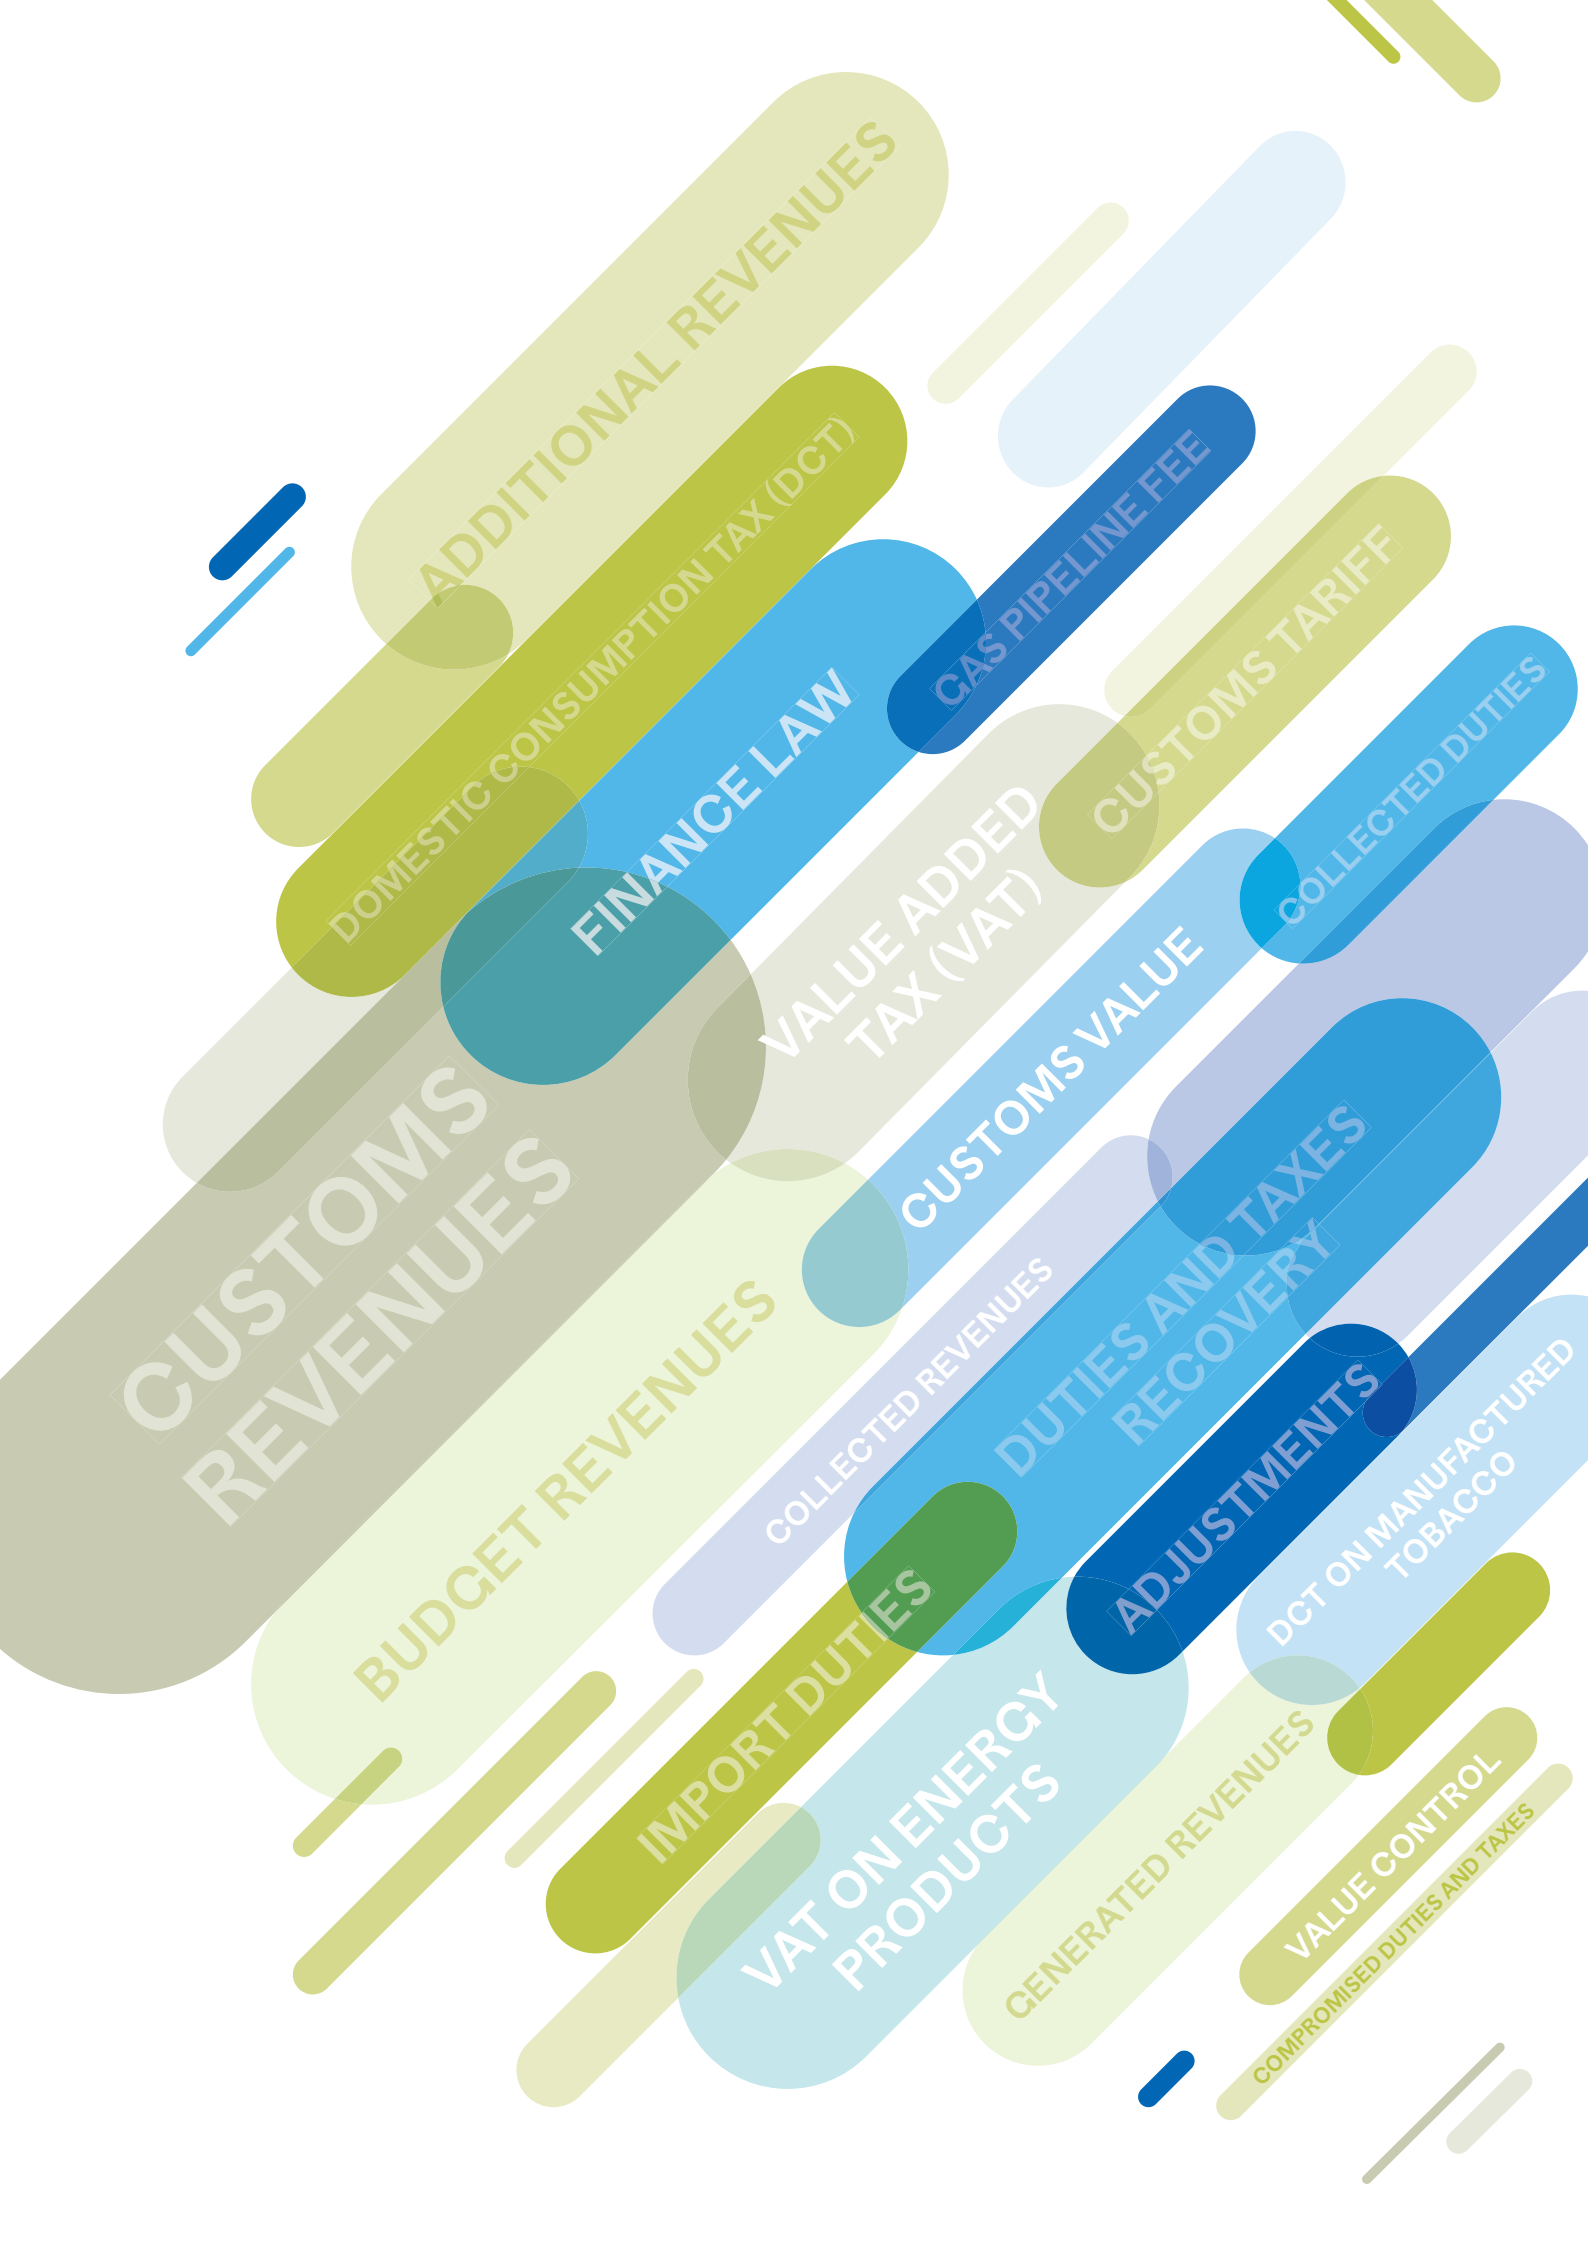 ADDITIONAL REVENUES
DOMESTIC CONSUMPTION TAX (DCT)
GAS PIPELINE FEE
FINANCE LAW
CUSTOMS TARIFF
COLLECTED DUTIES
VALUE ADDED
TAX (VAT)
CUSTOMS VALUE
CUSTOMS
REVENUES
BUDGET REVENUES
COLLECTED REVENUES
DUTIES AND TAXES
RECOVERY
ADJUSTMENTS
DCT ON MANUFACTURED
TOBACCO
IMPORT DUTIES
VAT ON ENERGY
PRODUCTS
GENERATED REVENUES
VALUE CONTROL
COMPROMISED DUTIES AND TAXES